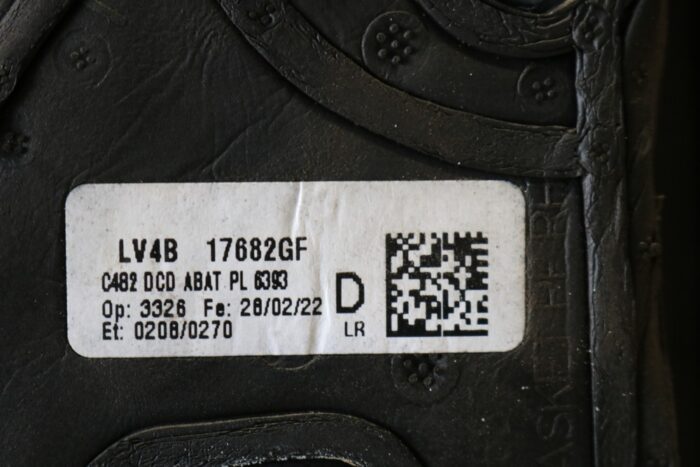 LV4B 17682GF
C482 DCD ABAT PL 6393
Op: 3326 Fe: 28/02/22
Et: 0208/0270
D
LR